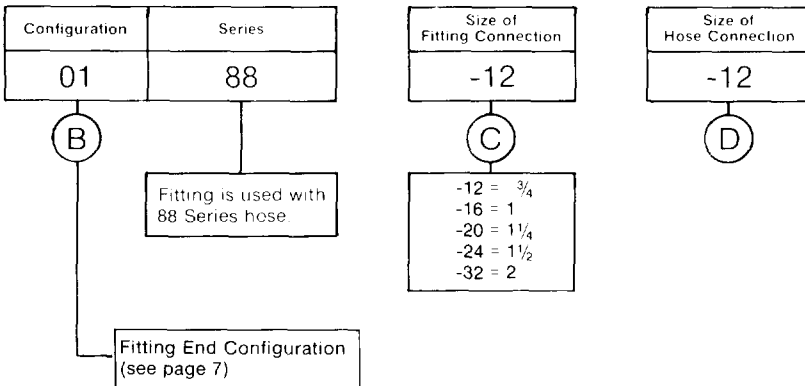 Configuration
Series
Size of
Fitting Connection
Size of
Hose Connection
01
88
-12
-12
B
C
D
Fitting is used with
88 Series hose.
-12 = ¾
-16 = 1
-20 = 1¼
-24 = 1½
-32 = 2
Fitting End Configuration
(see page 7)